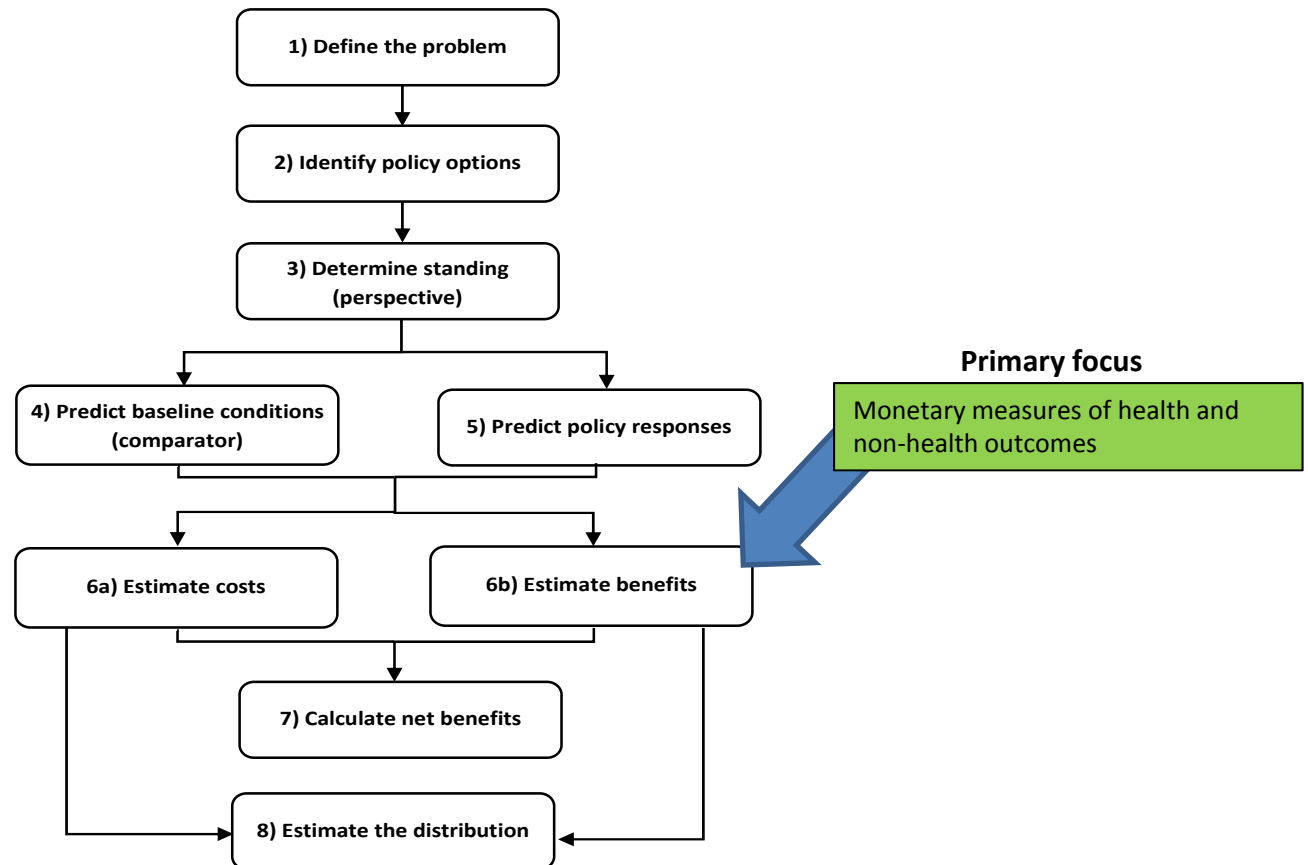 1) Define the problem
2) Identify policy options
3) Determine standing
(perspective)
4) Predict baseline conditions
(comparator)
5) Predict policy responses
Primary focus
Monetary measures of health and
non-health outcomes
6a) Estimate costs
6b) Estimate benefits
7) Calculate net benefits
8) Estimate the distribution